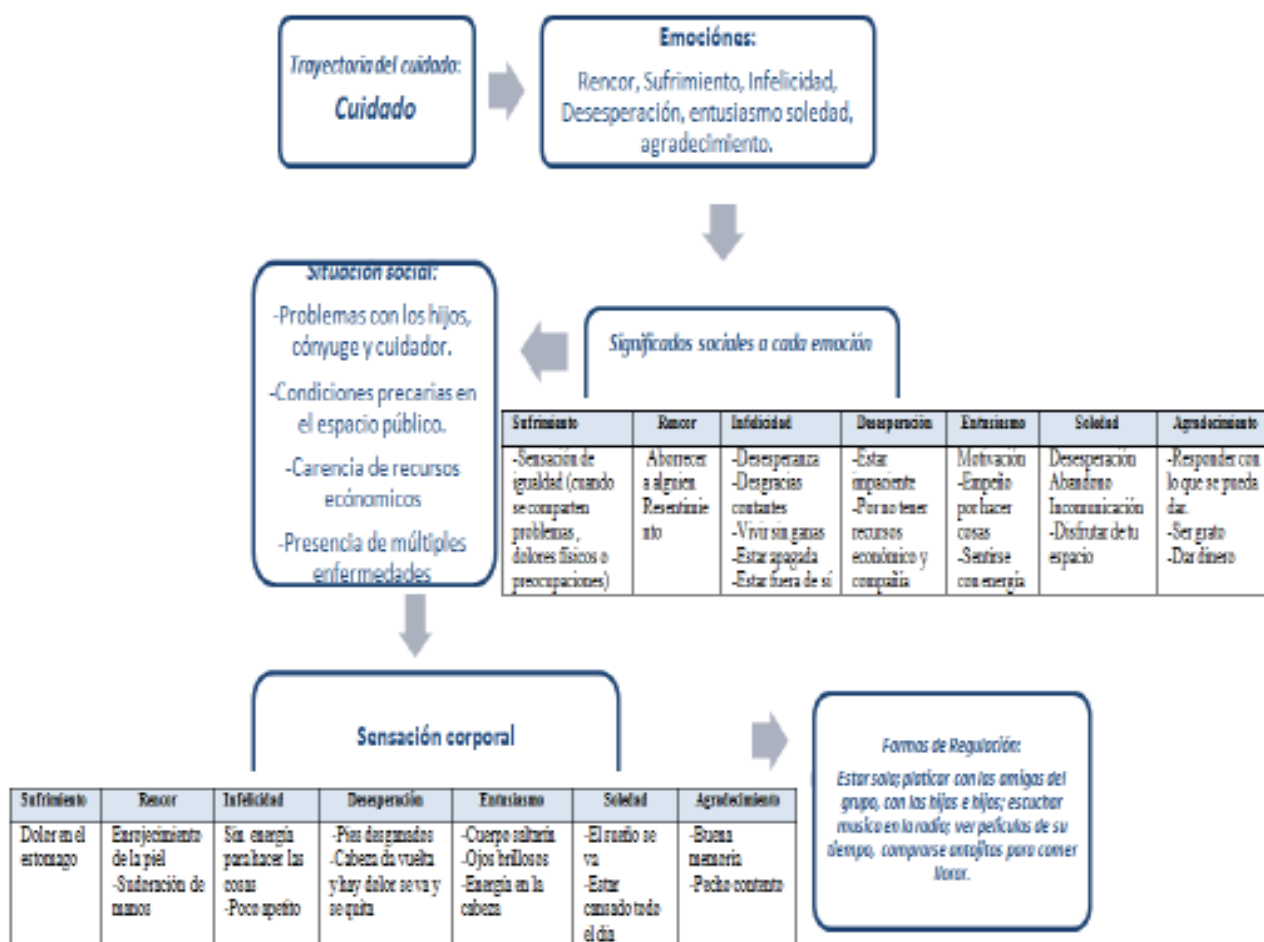 Trayectoria del cuidado:
Cuidado
Emociónes:
Rencor, Sufrimiento, Infelicidad,
Desesperación, entusiasmo soledad,
agradecimiento.
Significados sociales a cada emoción
Situación social:
-Problemas con los hijos,
cónyuge y cuidador.
-Condiciones precarias en
el espacio público.
-Carencia de recursos
económicos
-Presencia de múltiples
enfermedades
Sufrimiento
-Sensación de
igualdad (cuando
se comparten
problemas,
dolores físicos o
preocupaciones)
Rencor
Aborrecer
a alguien
Resentimie
nto
Infelicidad
-Desesperanza
-Desgracias
contantes
-Vivir sin ganas
-Estar apagada
-Estar fuera de sí
Desesperación
-Estar
impaciente
-Por no tener
recursos
económico y
compañía
Entusiasmo
Motivación
-Empeño
por hacer
cosas
-Sentirse
con energía
Soledad
Desesperación
Abandono
Incomunicación
-Disfrutar de tu
espacio
Agradecimiento
-Responder con
lo que se pueda
dar.
-Ser grato
-Dar dinero
Sensación corporal
Sufrimiento
Dolor en el
estomago
Rencor
Enrojecimiento
de la piel
-Sudoración de
manos
Infelicidad
Sin energía
para hacer las
cosas
-Poco apetito
Desesperación
-Pies desganados
-Cabeza da vuelta
y hay dolor se va y
se quita
Entusiasmo
-Cuerpo saltarín
-Ojos brillosos
-Energía en la
cabeza
Soledad
-El sueño se
va
-Estar
cansado todo
el día
Agradecimiento
-Buena
memoria
-Pecho contento
Formas de Regulación:
Estar sola; platicar con las amigas del
grupo, con las hijas e hijos; escuchar
musica en la radio; ver películas de su
tiempo, comprarse antojitos para comer
llorar.